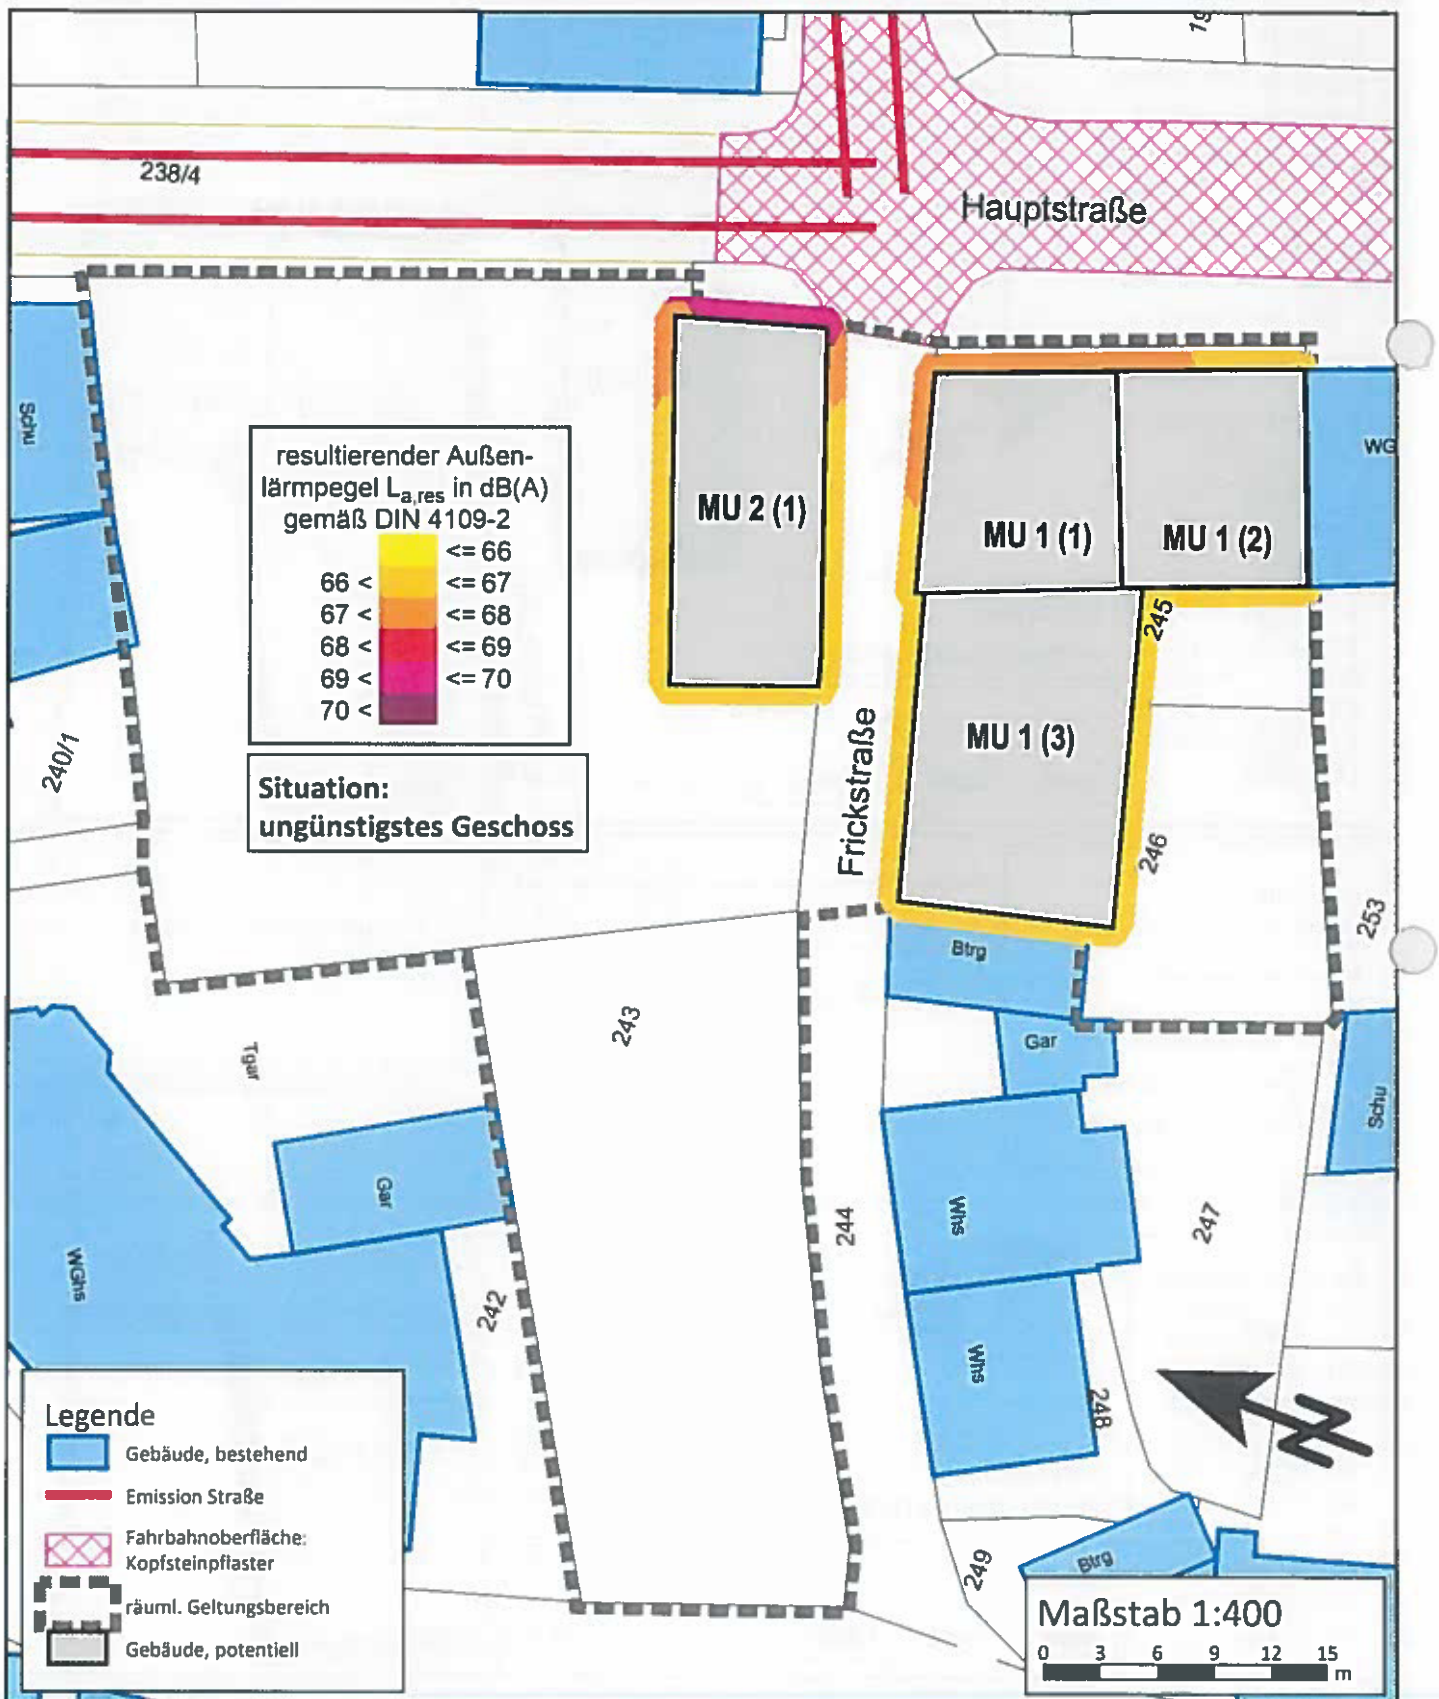 19
238/4
Hauptstraße
Schu
WG
resultierender Außen-
lärmpegel La,res in dB(A)
gemäß DIN 4109-2
<= 66
66 < <= 67
67 < <= 68
68 < <= 69
69 < <= 70
70 <
MU 2 (1)
MU 1 (1)
MU 1 (2)
245
MU 1 (3)
240/1
Situation:
ungünstigstes Geschoss
Frickstraße
246
253
Btrg
243
Gar
Tgar
Schu
Gar
244
Whs
247
WGhs
242
Whs
248
Legende
Gebäude, bestehend
Emission Straße
Fahrbahnoberfläche:
Kopfsteinpflaster
räuml. Geltungsbereich
Gebäude, potentiell
249
Btrg
Maßstab 1:400
0 3 6 9 12 15
m